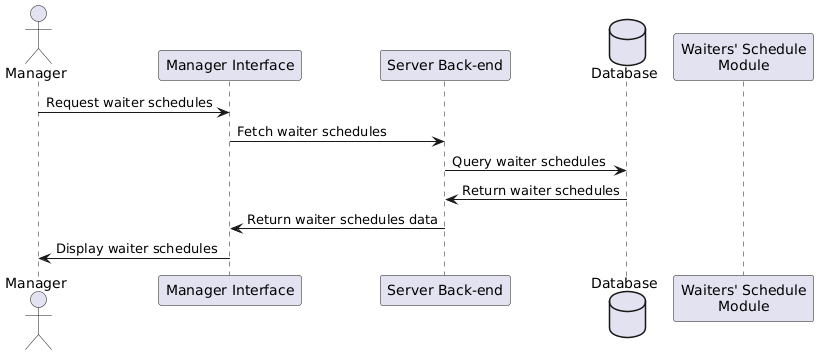 Manager
Manager Interface
Server Back-end
Database
Waiters' Schedule
Module
Request waiter schedules
Fetch waiter schedules
Query waiter schedules
Return waiter schedules
Return waiter schedules data
Display waiter schedules
Manager
Manager Interface
Server Back-end
Database
Waiters' Schedule
Module